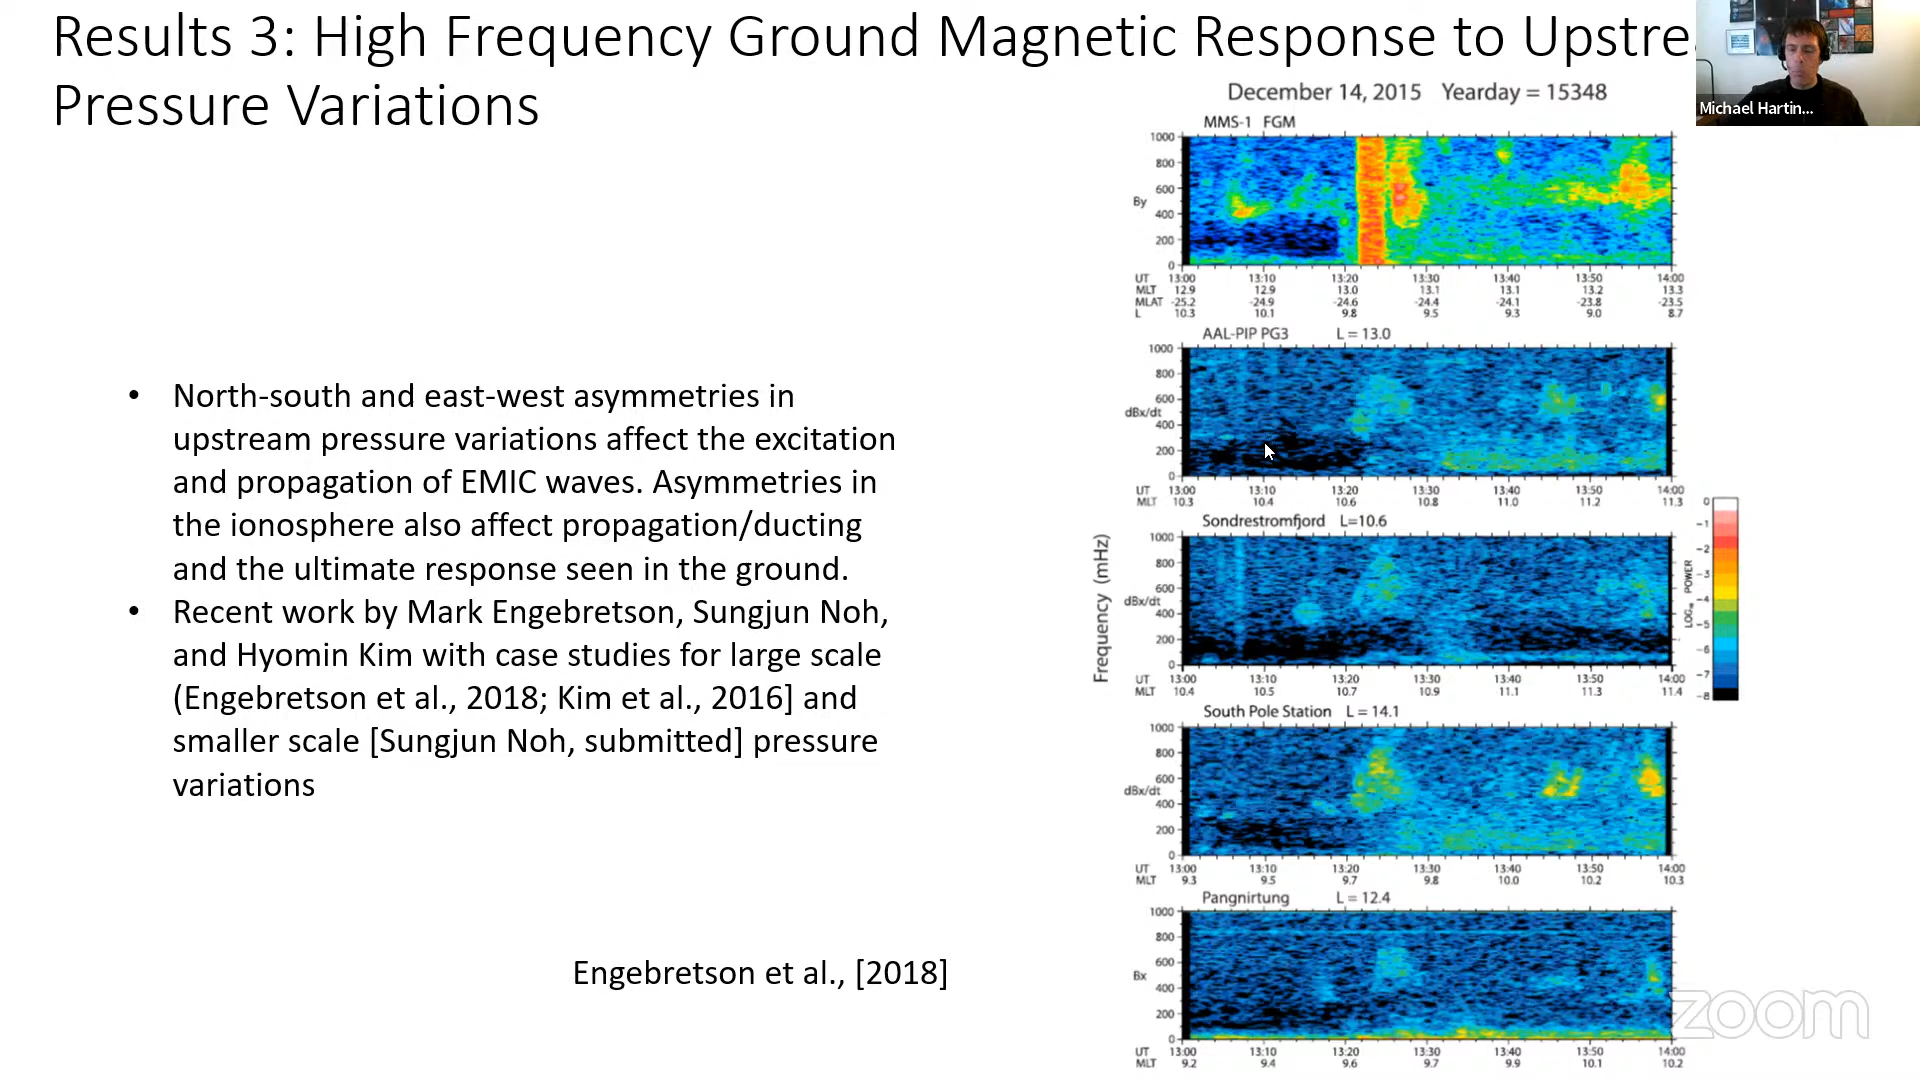 Results 3: High Frequency Ground Magnetic Response to Upstre
Pressure Variations
Michael Hartin...
• North-south and east-west asymmetries in
upstream pressure variations affect the excitation
and propagation of EMIC waves. Asymmetries in
the ionosphere also affect propagation/ducting
and the ultimate response seen in the ground.
• Recent work by Mark Engebretson, Sungjun Noh,
and Hyomin Kim with case studies for large scale
(Engebretson et al., 2018; Kim et al., 2016] and
smaller scale [Sungjun Noh, submitted] pressure
variations
Engebretson et al., [2018]
December 14, 2015 Yearday = 15348
MMS-1 FGM
1000
800
600
400
200
0
By
UT 13:00 13:10 13:20 13:30 13:40 13:50 14:00
MLT 12.9 12.9 13.0 13.1 13.1 13.2 13.3
MLAT -25.2 -24.9 -24.6 -24.4 -24.1 -23.8 -23.5
L 10.3 10.1 9.8 9.5 9.3 9.0 8.7
AAL-PIP PG3 L = 13.0
1000
800
600
400
200
0
dBx/dt
UT 13:00 13:10 13:20 13:30 13:40 13:50 14:00
MLT 10.3 10.4 10.6 10.8 11.0 11.2 11.3
Sondrestromfjord L=10.6
1000
800
600
400
200
0
dBx/dt
UT 13:00 13:10 13:20 13:30 13:40 13:50 14:00
MLT 10.4 10.5 10.7 10.9 11.1 11.3 11.4
South Pole Station L = 14.1
1000
800
600
400
200
0
dBx/dt
UT 13:00 13:10 13:20 13:30 13:40 13:50 14:00
MLT 9.3 9.5 9.7 9.8 10.0 10.2 10.3
Pangnirtung L = 12.4
1000
800
600
400
200
0
Bx
UT 13:00 13:10 13:20 13:30 13:40 13:50 14:00
MLT 9.2 9.4 9.6 9.7 9.9 10.1 10.2
Frequency (mHz)
LOG₁₀ POWER
0
-1
-2
-3
-4
-5
-6
-7
-8
zoom